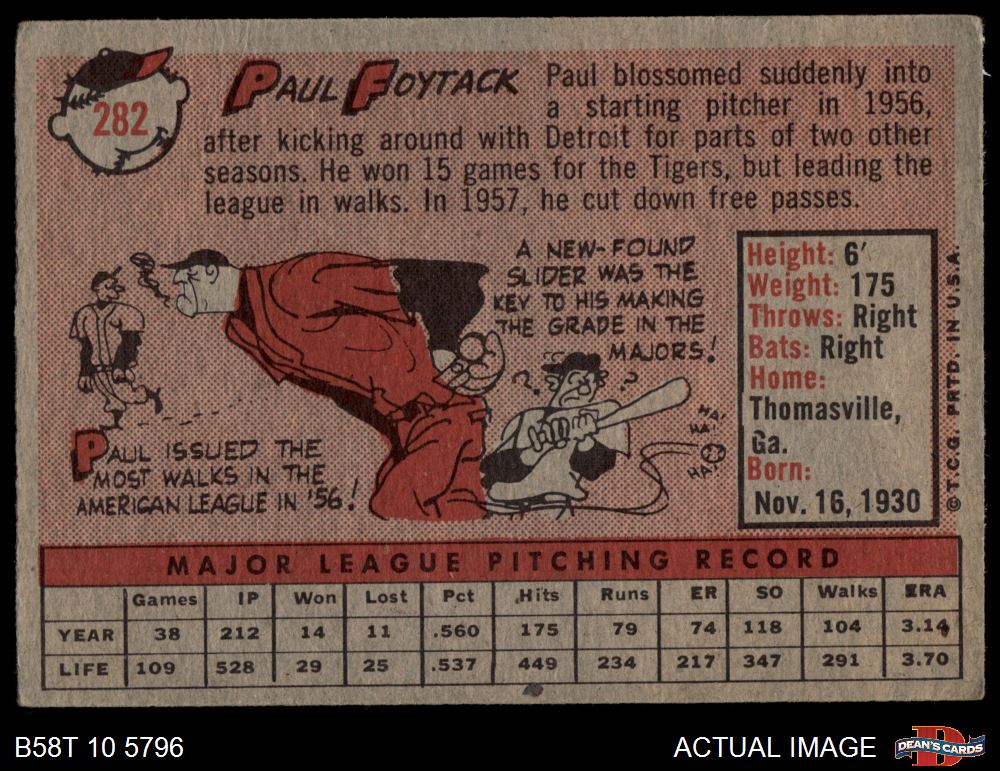 282
PAUL FOYTACK
Paul blossomed suddenly into
a starting pitcher in 1956,
after kicking around with Detroit for parts of two other
seasons. He won 15 games for the Tigers, but leading the
league in walks. In 1957, he cut down free passes.
A NEW-FOUND
SLIDER WAS THE
KEY TO HIS MAKING
THE GRADE IN THE
MAJORS!
? ?
HA!
HA!
HA!
PAUL ISSUED THE
MOST WALKS IN THE
AMERICAN LEAGUE IN '56!
Height: 6'
Weight: 175
Throws: Right
Bats: Right
Home:
Thomasville,
Ga.
Born:
Nov. 16, 1930
© T.C.G. PRTD. IN U.S.A.
MAJOR LEAGUE PITCHING RECORD
Games IP Won Lost Pct Hits Runs ER SO Walks ERA
YEAR 38 212 14 11 .560 175 79 74 118 104 3.14
LIFE 109 528 29 25 .537 449 234 217 347 291 3.70
B58T 10 5796
ACTUAL IMAGE
D
DEAN'S CARDS